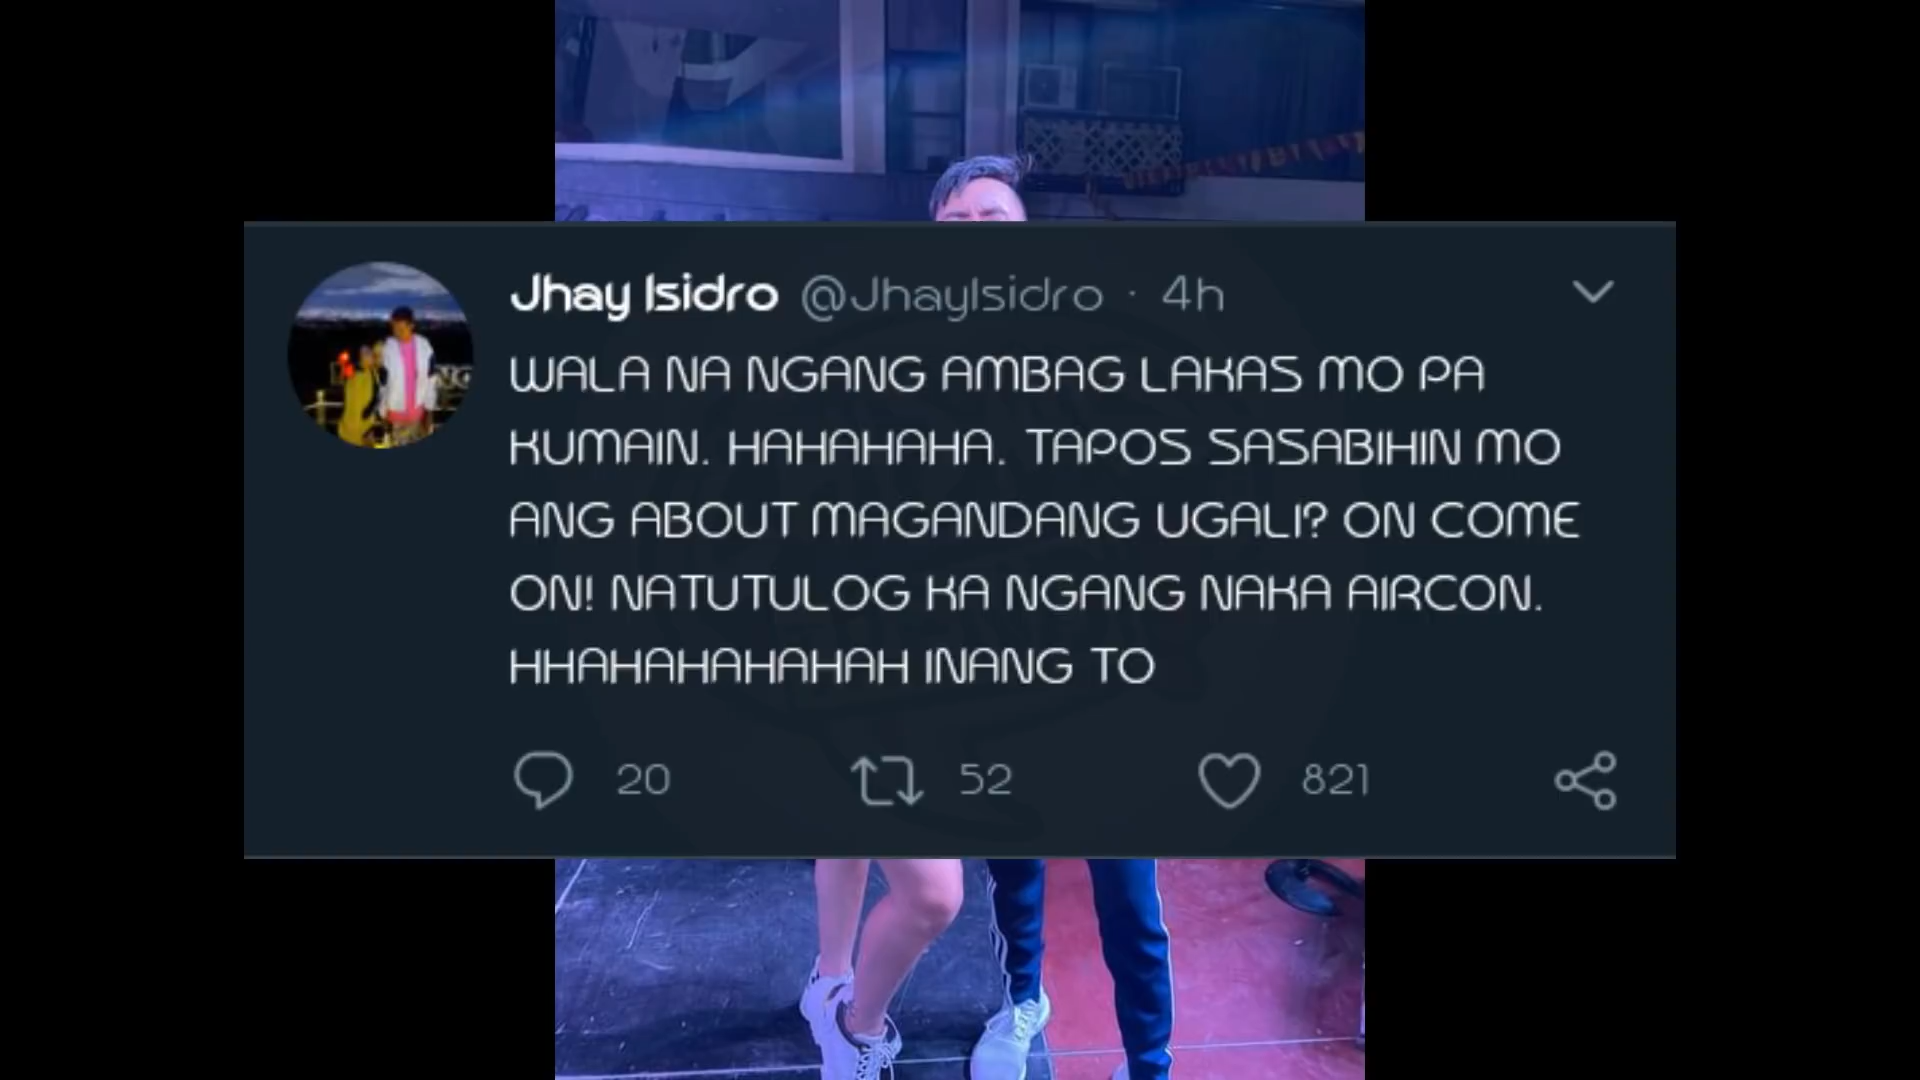 Jhay Isidro @JhayIsidro · 4h
WALA NA NGANG AMBAG LAKAS MO PA
KUMAIN. HAHAHAHA. TAPOS SASABIHIN MO
ANG ABOUT MAGANDANG UGALI? ON COME
ON! NATUTULOG KA NGANG NAKA AIRCON.
HHAHAHAHAHAH INANG TO
20 52 821